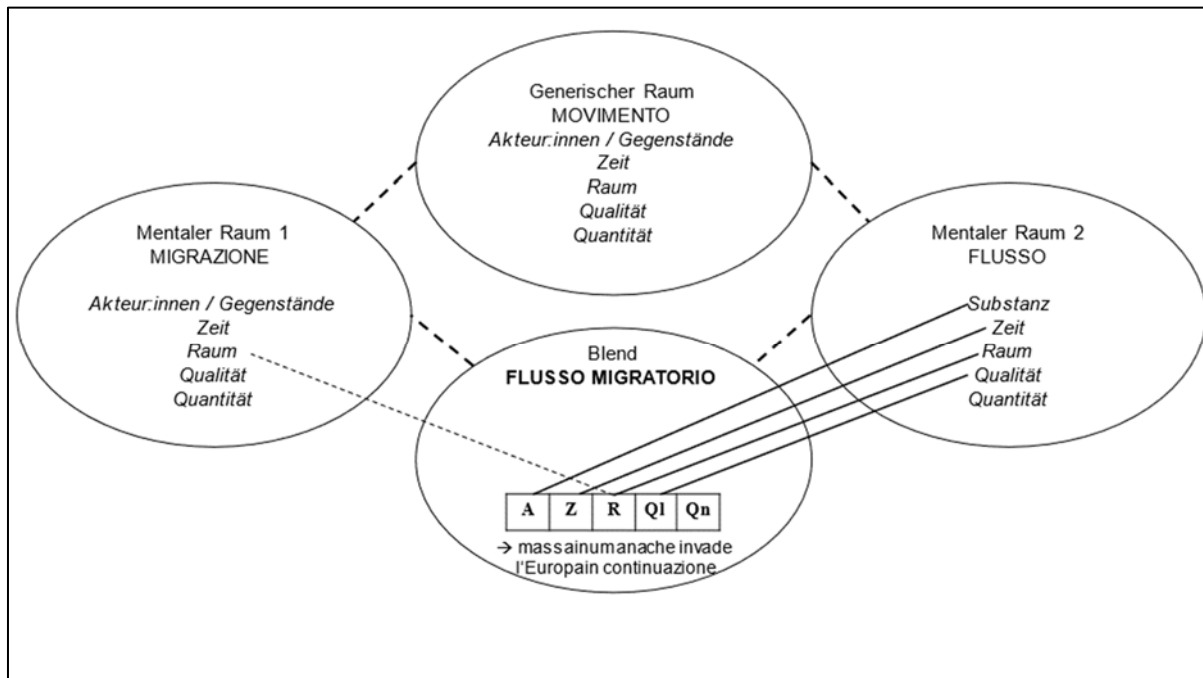 Generischer Raum
MOVIMENTO
Akteur:innen / Gegenstände
Zeit
Raum
Qualität
Quantität
Mentaler Raum 1
MIGRAZIONE
Akteur:innen / Gegenstände
Zeit
Raum
Qualität
Quantität
Mentaler Raum 2
FLUSSO
Substanz
Zeit
Raum
Qualität
Quantität
Blend
FLUSSO MIGRATORIO
A Z R Ql Qn
→ massainumanache invade
l'Europain continuazione